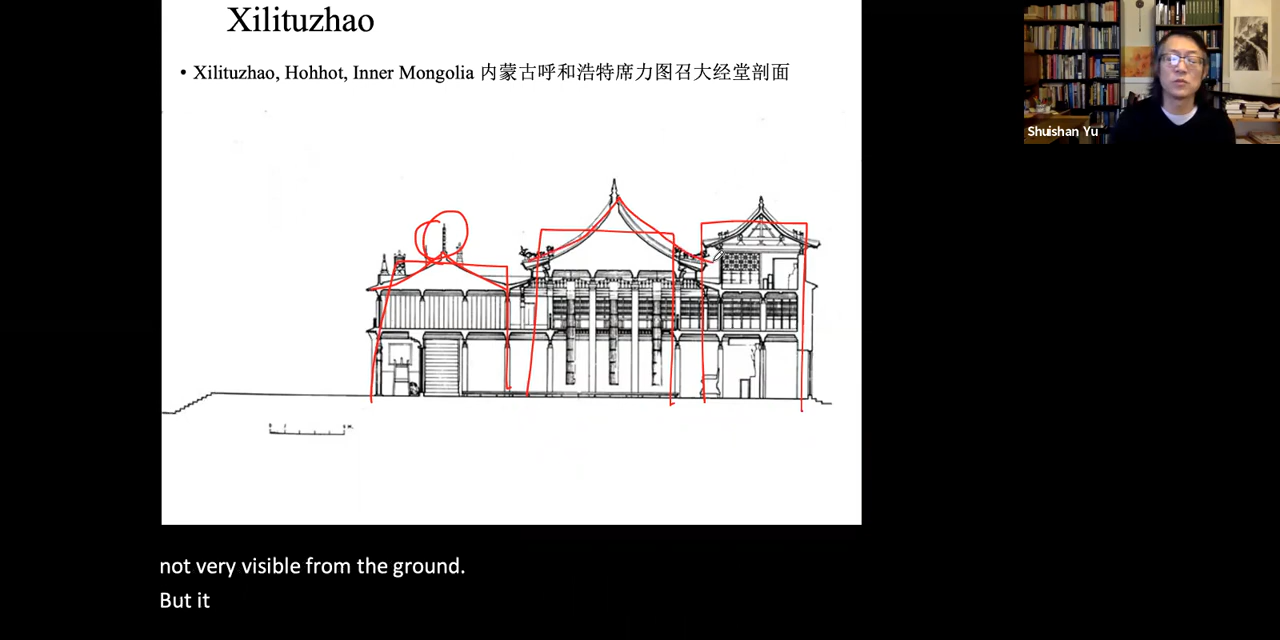 Xilituzhao
• Xilituzhao, Hohhot, Inner Mongolia 内蒙古呼和浩特席力图召大经堂剖面
Shuishan Yu
not very visible from the ground.
But it